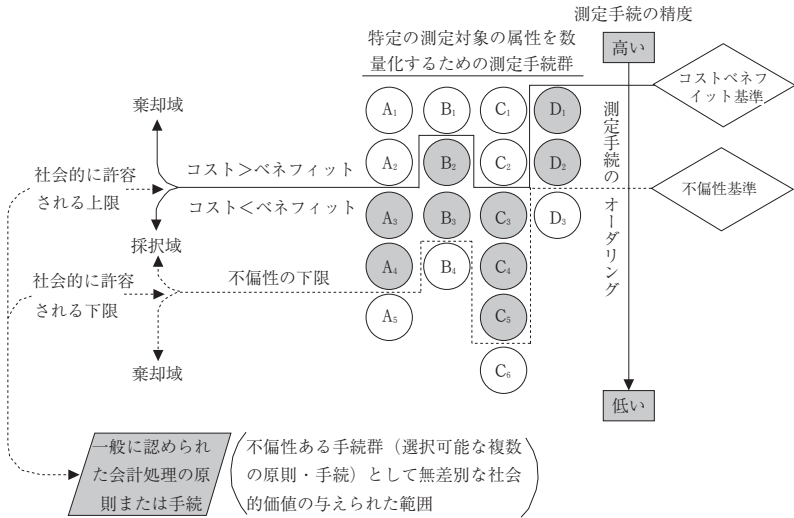 測定手続の精度
高い
特定の測定対象の属性を数
量化するための測定手続群
コストベネフ
ィット基準
棄却域
A₁ B₁ C₁ D₁
測定手続の オーダリング
社会的に許容
される上限
コスト>ベネフィット
A₂ B₂ C₂ D₂
不偏性基準
コスト<ベネフィット
A₃ B₃ C₃ D₃
採択域
社会的に許容
される下限
不偏性の下限
A₄ B₄ C₄
A₅ C₅
棄却域
C₆
低い
一般に認められ
た会計処理の原
則または手続
不偏性ある手続群(選択可能な複数
の原則・手続)として無差別な社会
的価値の与えられた範囲